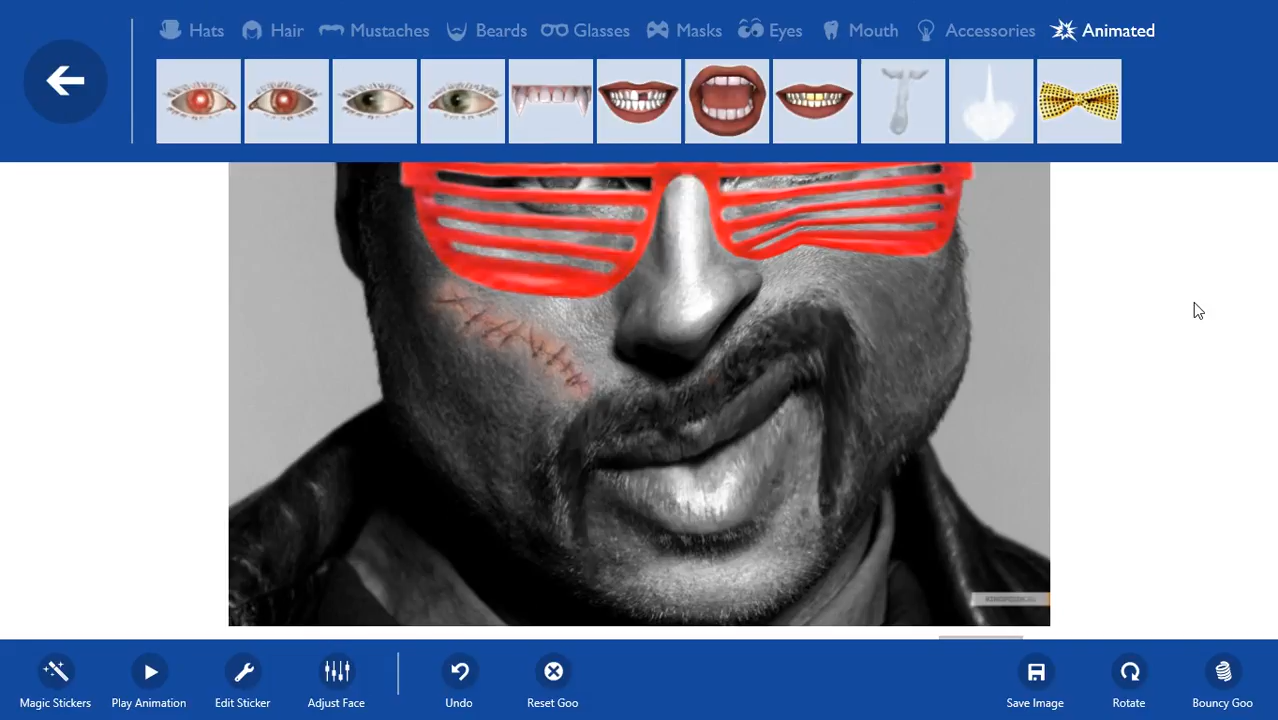 Hats Hair Mustaches Beards Glasses Masks Eyes Mouth Accessories Animated
Magic Stickers Play Animation Edit Sticker Adjust Face Undo Reset Goo Save Image Rotate Bouncy Goo